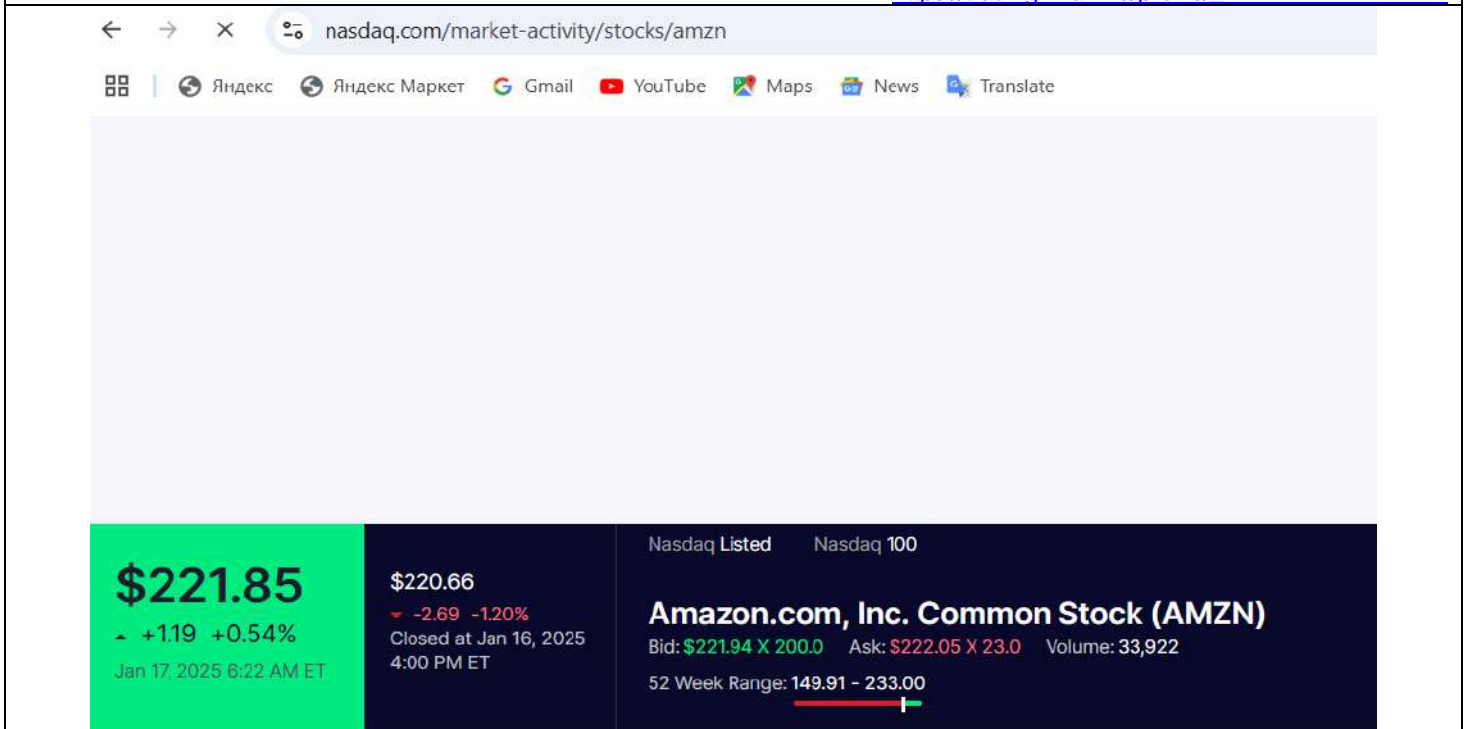 nasdaq.com/market-activity/stocks/amzn
Яндекс Яндекс Маркет Gmail YouTube Maps News Translate
$221.85
+1.19 +0.54%
Jan 17, 2025 6:22 AM ET
$220.66
-2.69 -1.20%
Closed at Jan 16, 2025
4:00 PM ET
Nasdaq Listed Nasdaq 100
Amazon.com, Inc. Common Stock (AMZN)
Bid: $221.94 X 200.0 Ask: $222.05 X 23.0 Volume: 33,922
52 Week Range: 149.91 - 233.00